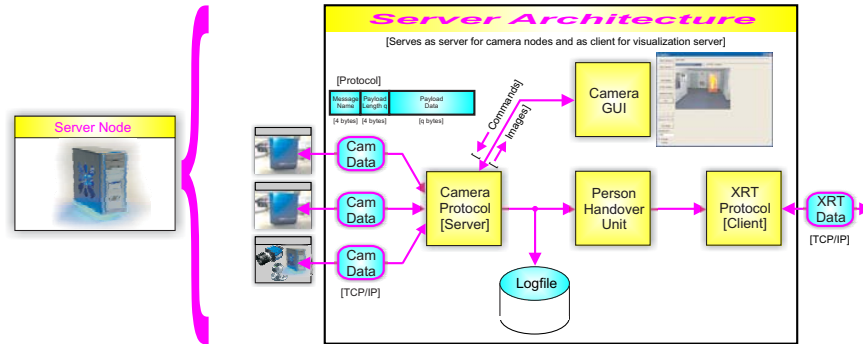 Server Architecture
[Serves as server for camera nodes and as client for visualization server]
[Protocol]
Message Name
Payload Length q
Payload Data
[4 bytes] [4 bytes] [q bytes]
Server Node
Cam Data
Cam Data
Cam Data
[TCP/IP]
[Commands]
[Images]
Camera GUI
Camera Protocol [Server]
Person Handover Unit
XRT Protocol [Client]
XRT Data
[TCP/IP]
Logfile